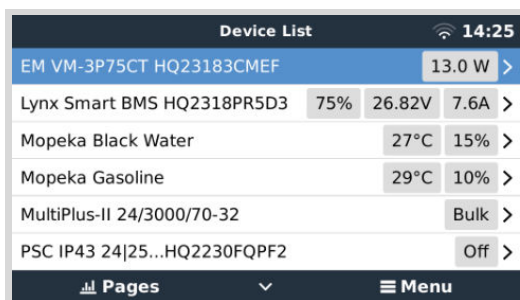 Device List 14:25
EM VM-3P75CT HQ23183CMEF 13.0 W
Lynx Smart BMS HQ2318PR5D3 75% 26.82V 7.6A
Mopeka Black Water 27°C 15%
Mopeka Gasoline 29°C 10%
MultiPlus-II 24/3000/70-32 Bulk
PSC IP43 24|25...HQ2230FQPF2 Off
Pages Menu